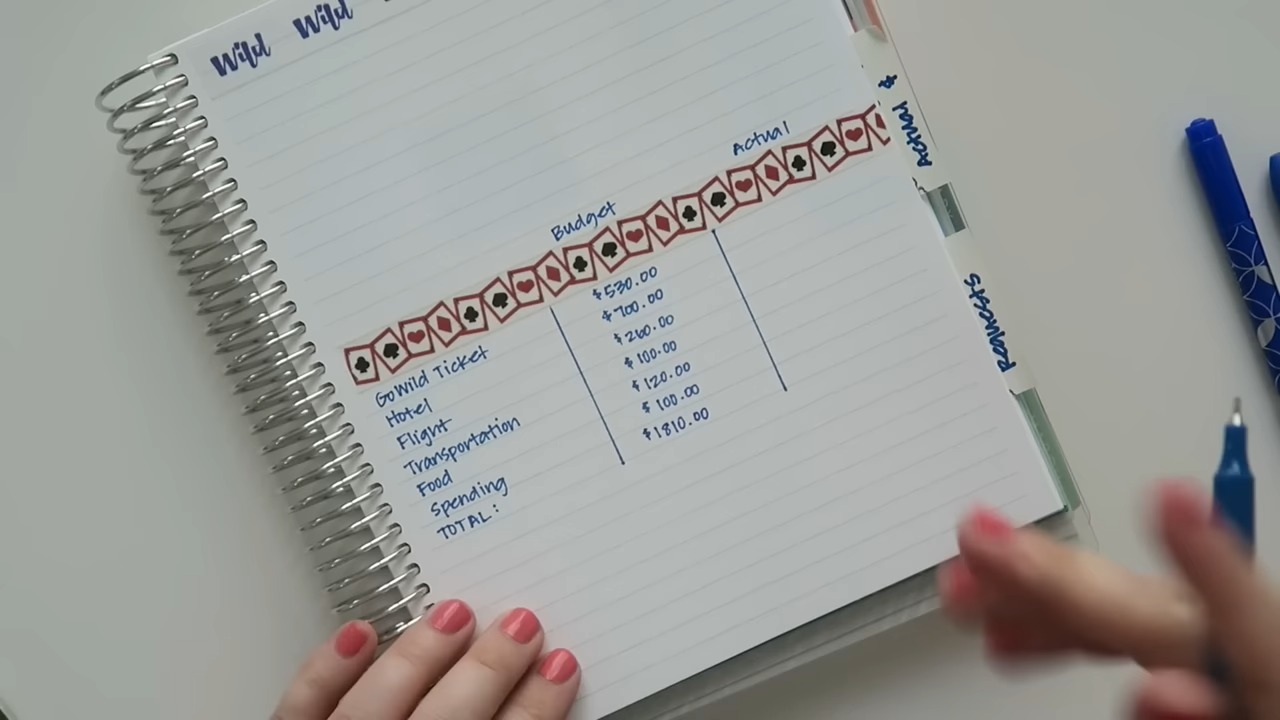 Wild Wild
Actual
Budget
GoWild Ticket $530.00
Hotel $700.00
Flight $260.00
Transportation $100.00
Food $120.00
Spending $100.00
TOTAL: $1810.00
Actual $